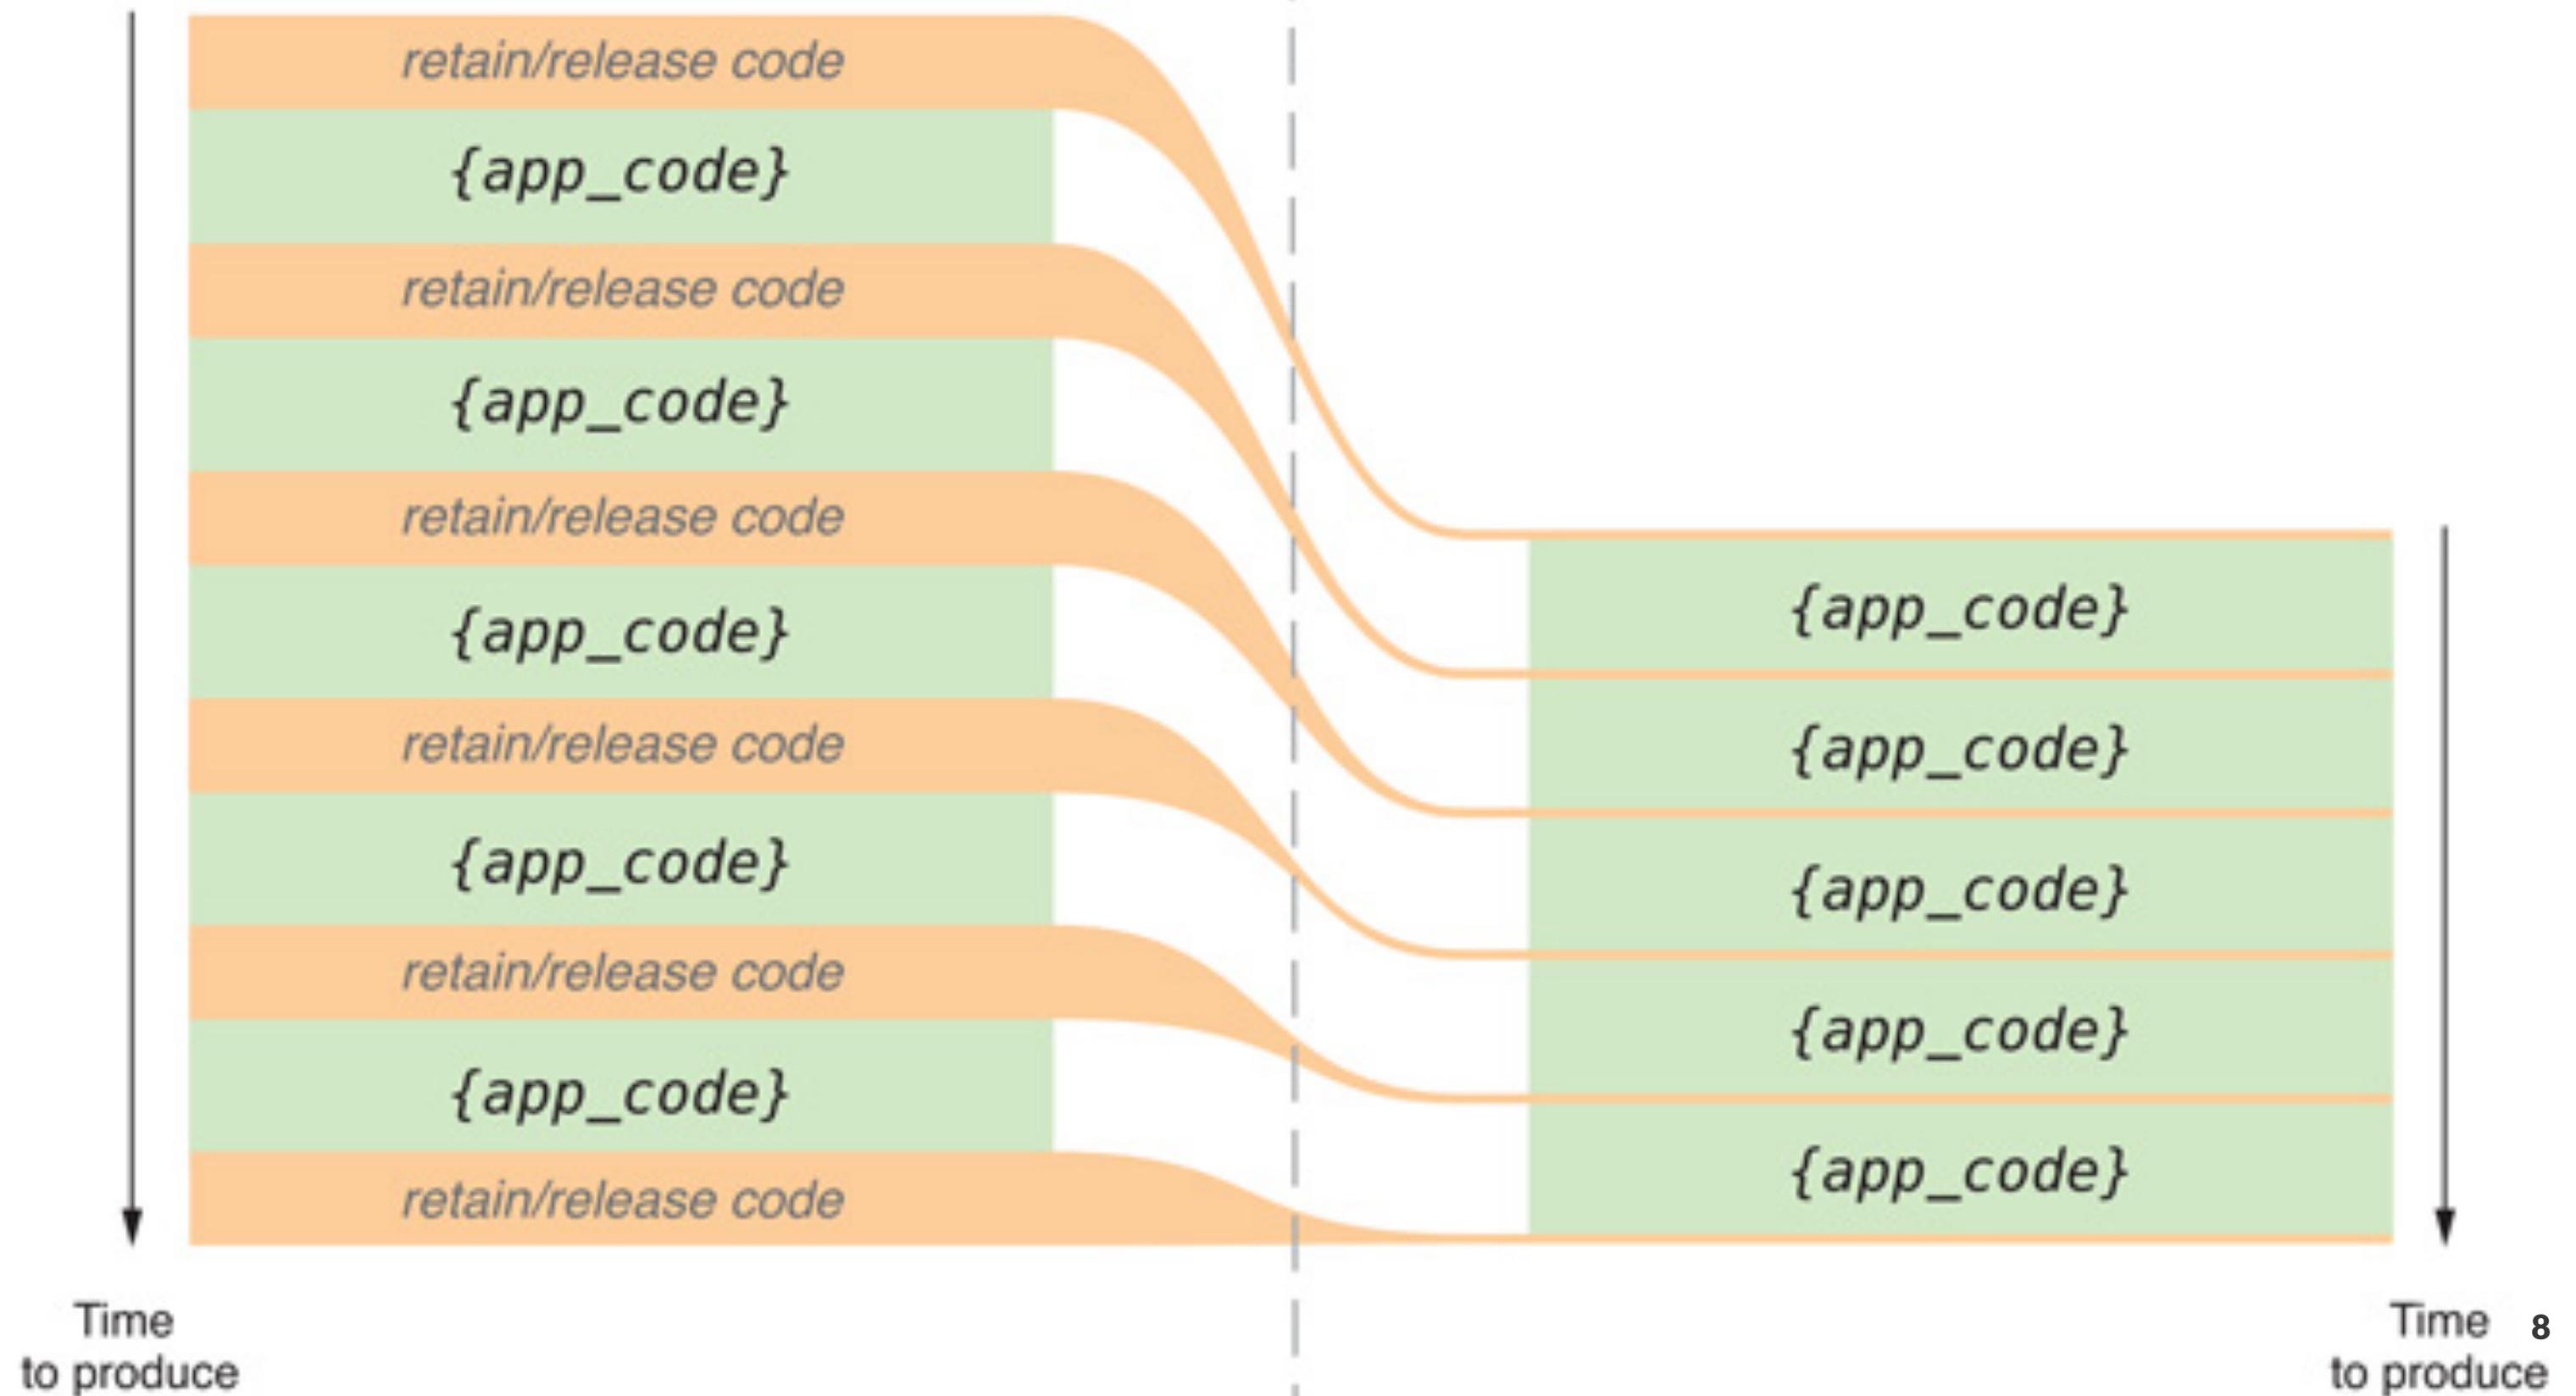 retain/release code
{app_code}
retain/release code
{app_code}
retain/release code
{app_code}
retain/release code
{app_code}
retain/release code
{app_code}
retain/release code
Time
to produce
{app_code}
{app_code}
{app_code}
{app_code}
{app_code}
Time
to produce
8